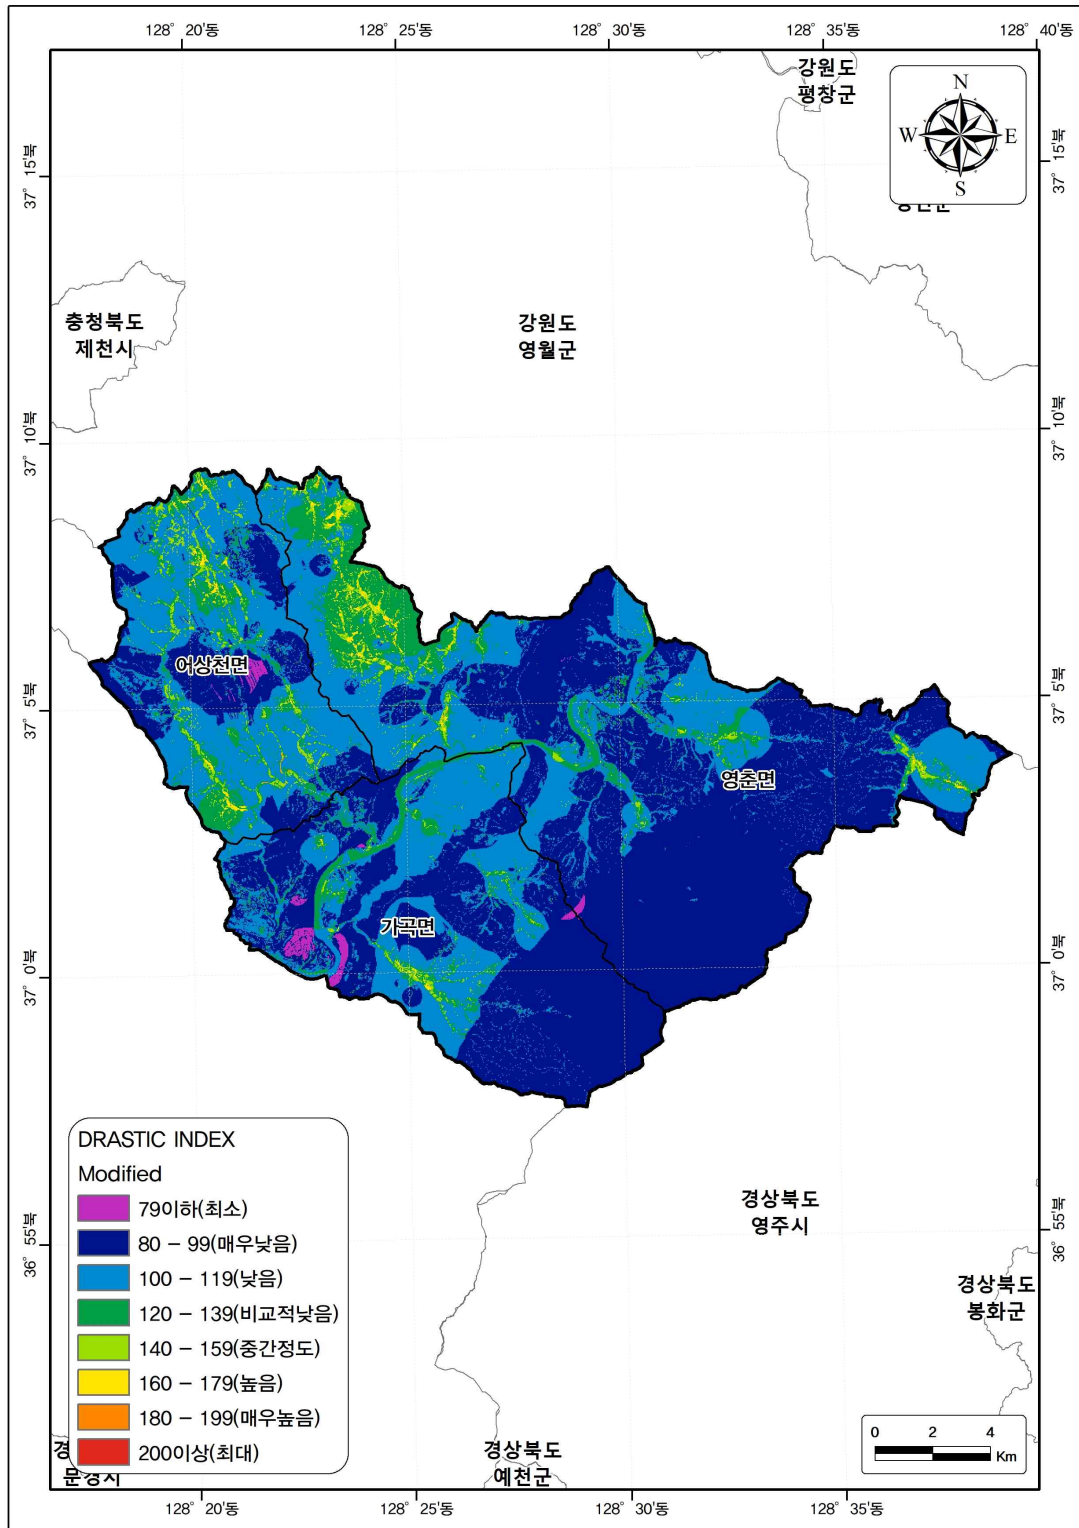 128° 20'동
128° 25'동
128° 30'동
128° 35'동
128° 40'동
강원도
평창군
N
W
E
S
37° 15'북
37° 15'북
충청북도
제천시
강원도
영월군
37° 10'북
37° 10'북
어상천면
37° 5'북
37° 5'북
영춘면
가곡면
37° 0'북
37° 0'북
DRASTIC INDEX
Modified
79이하(최소)
80 - 99(매우낮음)
100 - 119(낮음)
120 - 139(비교적낮음)
140 - 159(중간정도)
160 - 179(높음)
180 - 199(매우높음)
200이상(최대)
36° 55'북
36° 55'북
경상북도
영주시
경상북도
봉화군
0 2 4
Km
경상북도
예천군
경
문경시
128° 20'동
128° 25'동
128° 30'동
128° 35'동